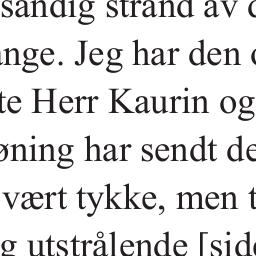 sandig strand av d
ange. Jeg har den o
te Herr Kaurin og
øning har sendt de
vært tykke, men t
g utstrålende [side